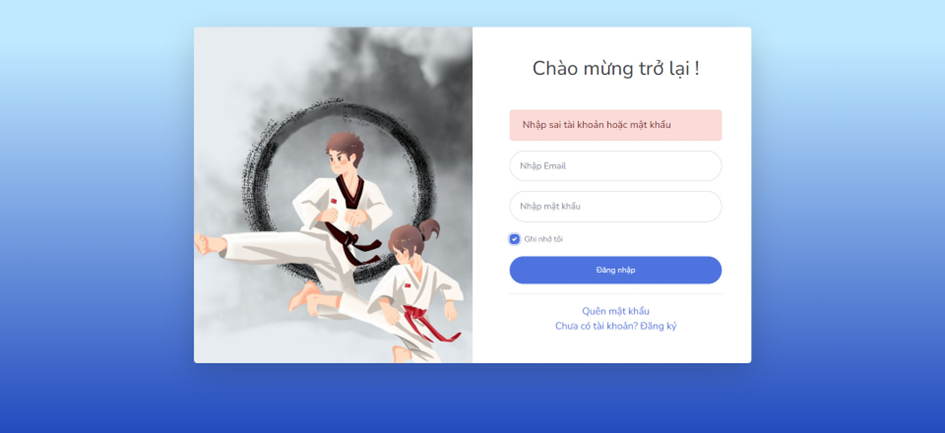 Chào mừng trở lại !
Nhập sai tài khoản hoặc mật khẩu
Nhập Email
Nhập mật khẩu
Ghi nhớ tôi
Đăng nhập
Quên mật khẩu
Chưa có tài khoản? Đăng ký